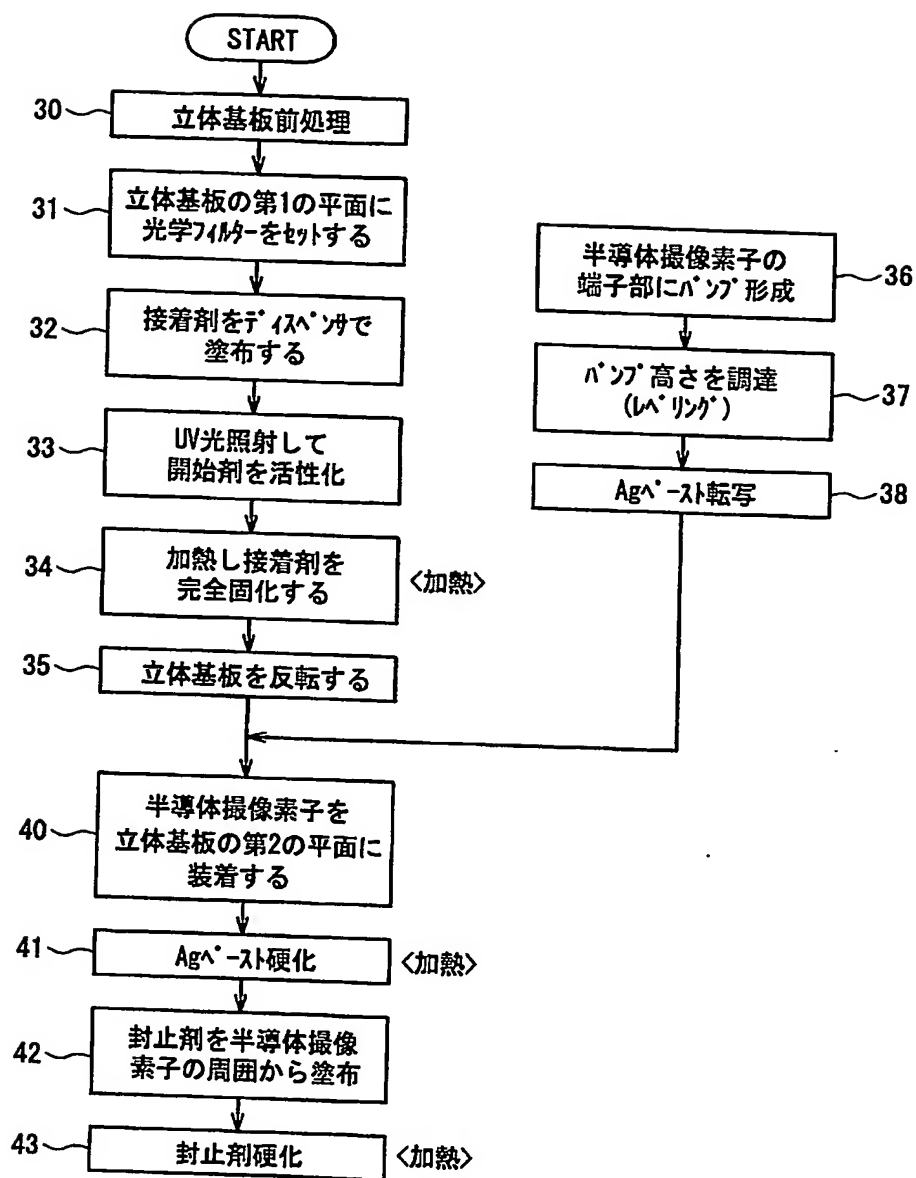 START
30
立体基板前処理
31
立体基板の第1の平面に
光学フィルターをセットする
32
接着剤をディスペンサで
塗布する
33
UV光照射して
開始剤を活性化
34
加熱し接着剤を
完全固化する
<加熱>
35
立体基板を反転する
半導体撮像素子の
端子部にバンプ形成
36
バンプ高さを調達
(レベリング)
37
Agペースト転写
38
40
半導体撮像素子を
立体基板の第2の平面に
装着する
41
Agペースト硬化
<加熱>
42
封止剤を半導体撮像
素子の周囲から塗布
43
封止剤硬化
<加熱>